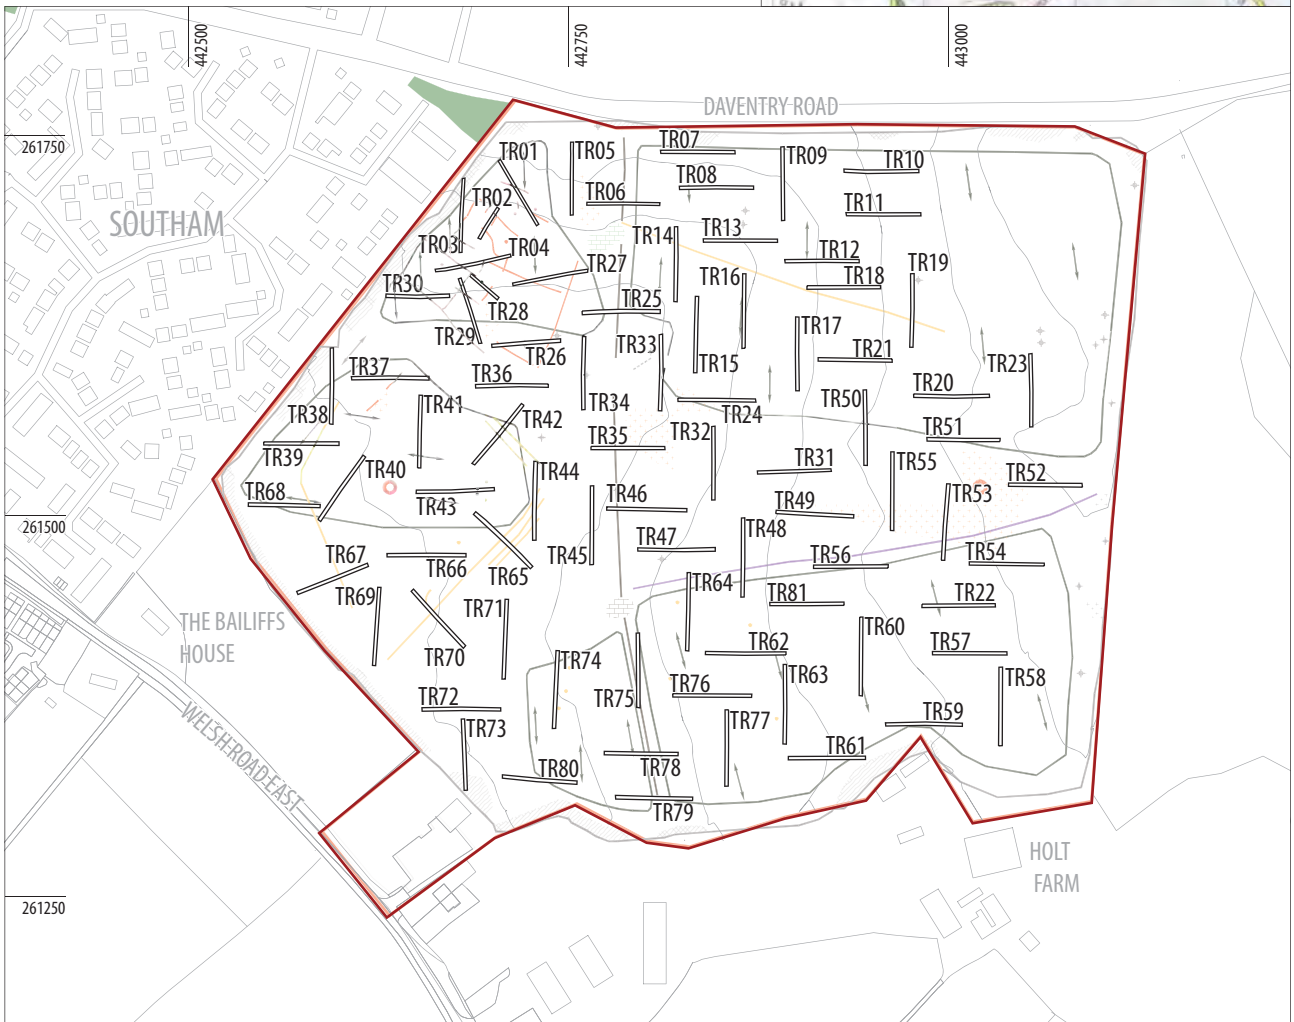 442500
442750
443000
261750
DAVENTRY ROAD
SOUTHAM
TR01
TR05
TR07
TR09
TR10
TR08
TR02
TR06
TR11
TR03
TR04
TR14
TR13
TR12
TR30
TR27
TR16
TR18
TR19
TR28
TR25
TR29
TR26
TR33
TR17
TR15
TR21
TR23
TR37
TR36
TR20
TR38
TR41
TR42
TR34
TR24
TR50
TR39
TR35
TR32
TR51
TR40
TR44
TR31
TR55
TR52
TR68
TR43
TR46
TR49
TR53
261500
TR67
TR66
TR65
TR45
TR47
TR48
TR56
TR54
TR69
TR71
TR64
TR81
TR22
THE BAILIFFS
HOUSE
TR70
TR62
TR60
TR57
TR74
TR75
TR76
TR63
TR58
TR72
TR73
TR77
TR59
TR80
TR78
TR61
TR79
WELSH ROAD EAST
HOLT
FARM
261250